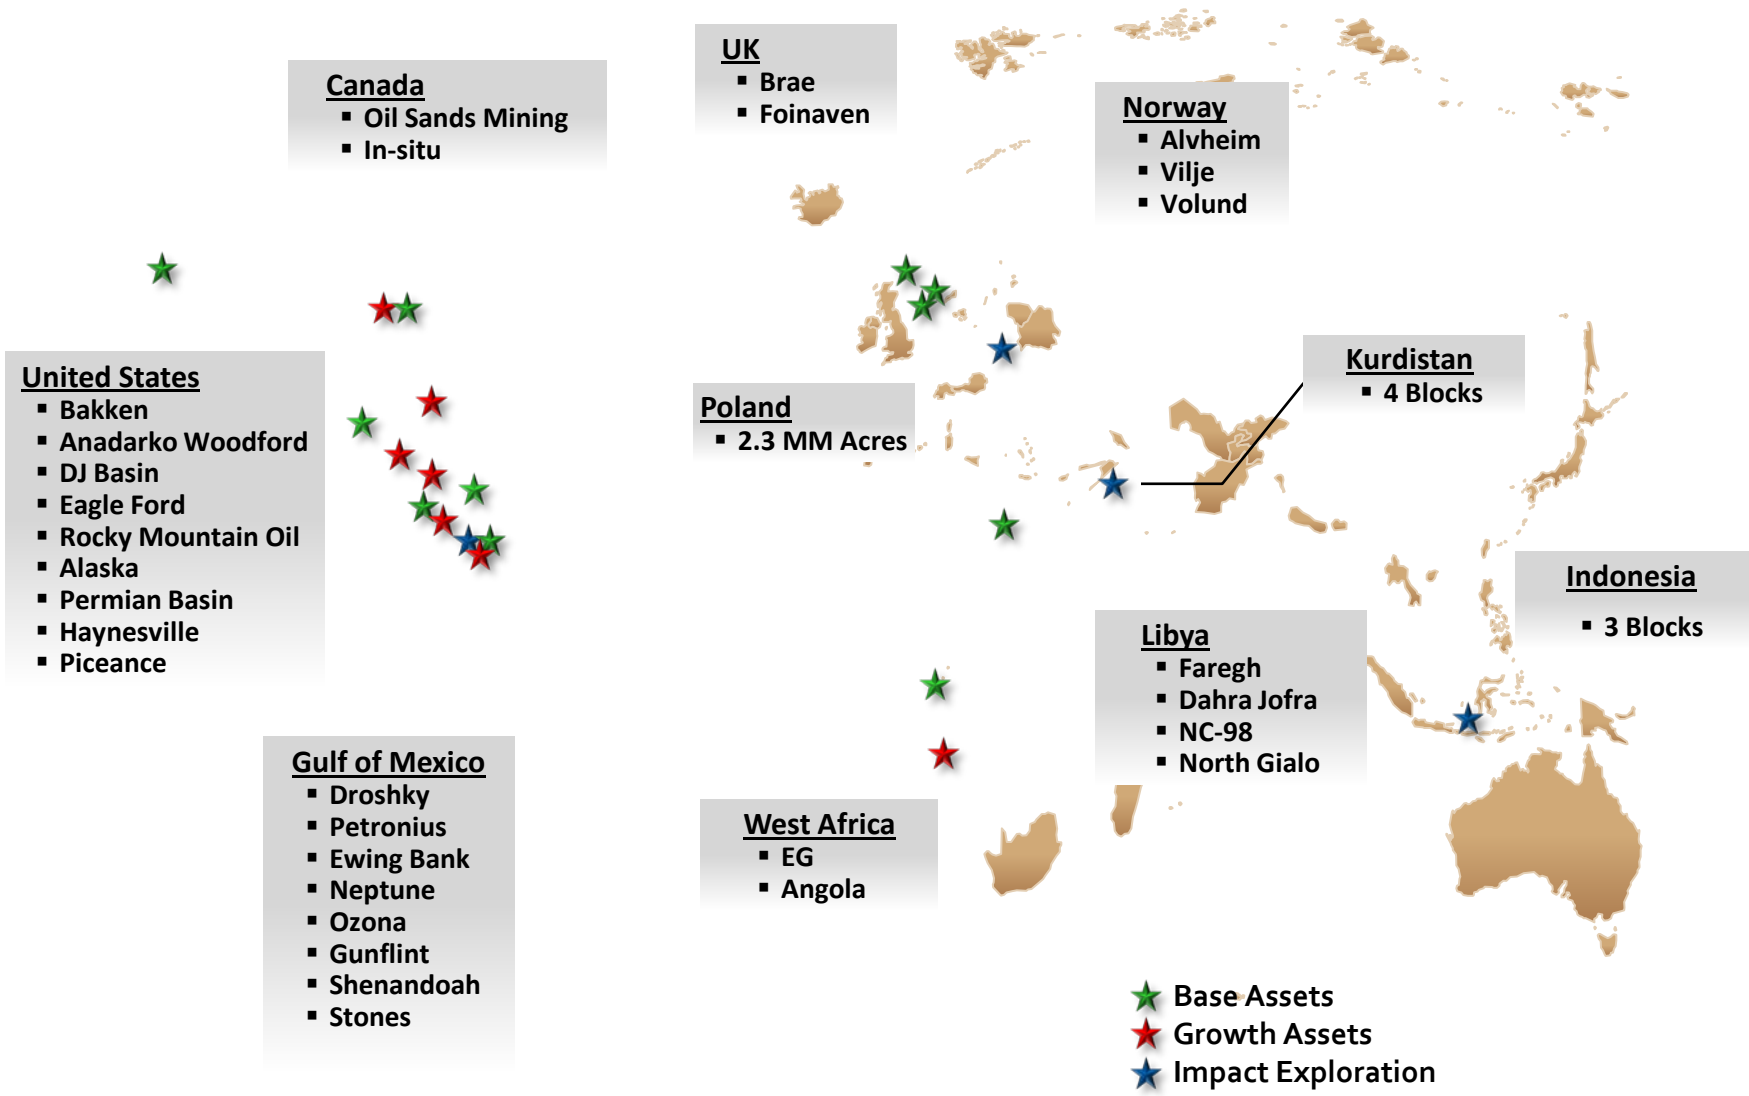 Canada
▪ Oil Sands Mining
▪ In-situ
UK
▪ Brae
▪ Foinaven
Norway
▪ Alvheim
▪ Vilje
▪ Volund
United States
▪ Bakken
▪ Anadarko Woodford
▪ DJ Basin
▪ Eagle Ford
▪ Rocky Mountain Oil
▪ Alaska
▪ Permian Basin
▪ Haynesville
▪ Piceance
Poland
▪ 2.3 MM Acres
Kurdistan
▪ 4 Blocks
Indonesia
▪ 3 Blocks
Libya
▪ Faregh
▪ Dahra Jofra
▪ NC-98
▪ North Gialo
Gulf of Mexico
▪ Droshky
▪ Petronius
▪ Ewing Bank
▪ Neptune
▪ Ozona
▪ Gunflint
▪ Shenandoah
▪ Stones
West Africa
▪ EG
▪ Angola
Base Assets
Growth Assets
Impact Exploration